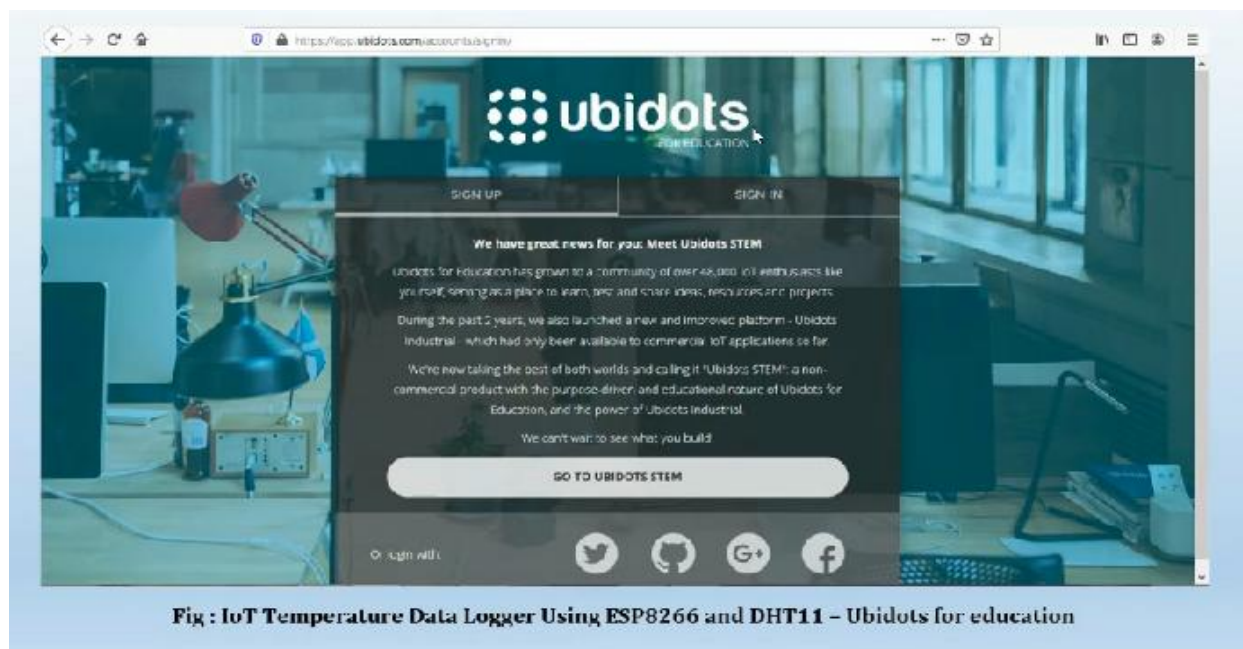 https://app.ubidots.com/accounts/signin/
ubidots
FOR EDUCATION
SIGN UP
SIGN IN
We have great news for you: Meet Ubidots STEM
Ubidots for Education has grown to a community of over 48,000 IoT enthusiasts like
yourself, serving as a place to learn, test and share ideas, resources and projects.
During the past 2 years, we also launched a new and improved platform - Ubidots
Industrial - which had only been available to commercial IoT applications so far.
We're now taking the best of both worlds and calling it "Ubidots STEM": a non-
commercial product with the purpose-driven and educational nature of Ubidots for
Education, and the power of Ubidots Industrial.
We can't wait to see what you build!
GO TO UBIDOTS STEM
Or login with:
G+
Fig : IoT Temperature Data Logger Using ESP8266 and DHT11 – Ubidots for education